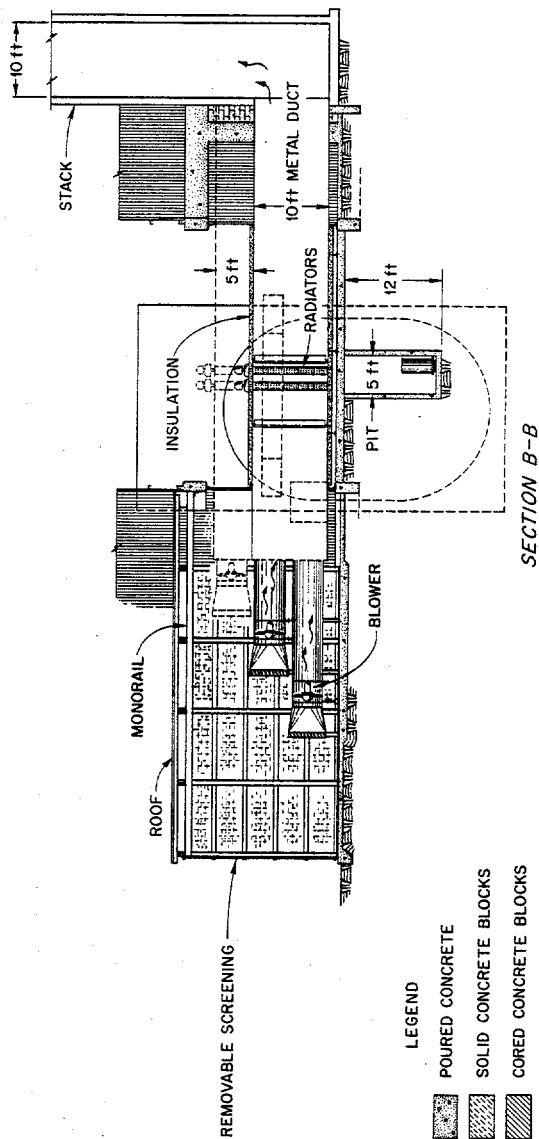 10 ft
STACK
10 ft METAL DUCT
5 ft
INSULATION
RADIATORS
12 ft
5 ft
PIT
MONORAIL
ROOF
BLOWER
REMOVABLE SCREENING
SECTION B-B
LEGEND
POURED CONCRETE
SOLID CONCRETE BLOCKS
CORED CONCRETE BLOCKS